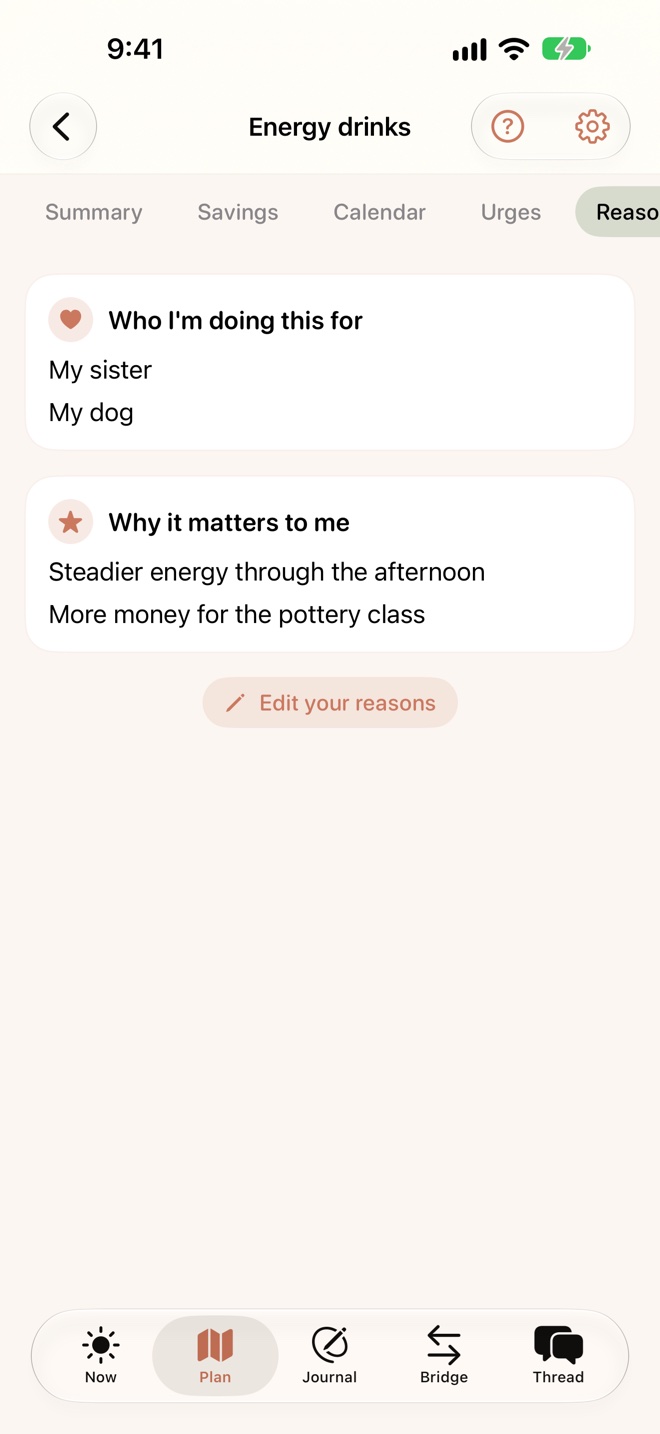 9:41
Energy drinks
?
Summary Savings Calendar Urges Reaso
Who I'm doing this for
My sister
My dog
Why it matters to me
Steadier energy through the afternoon
More money for the pottery class
Edit your reasons
Now Plan Journal Bridge Thread